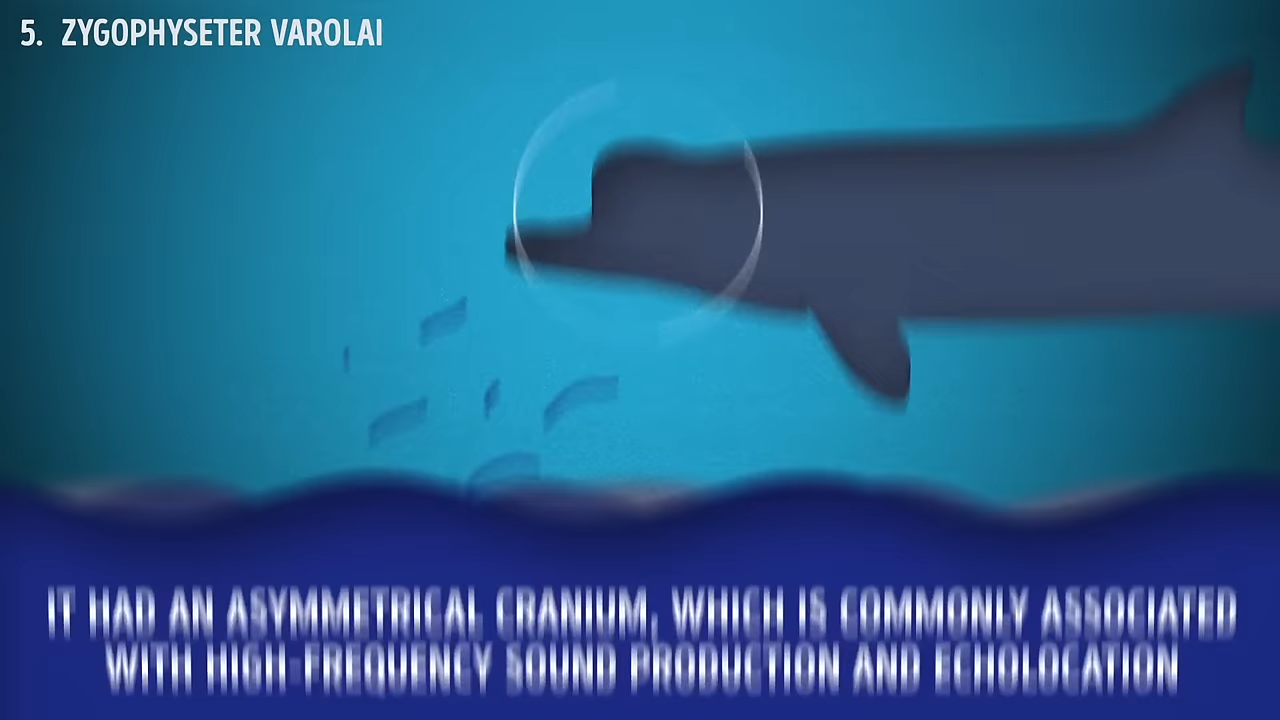 5. ZYGOPHYSETER VAROLAI
IT HAD AN ASYMMETRICAL CRANIUM, WHICH IS COMMONLY ASSOCIATED
WITH HIGH-FREQUENCY SOUND PRODUCTION AND ECHOLOCATION